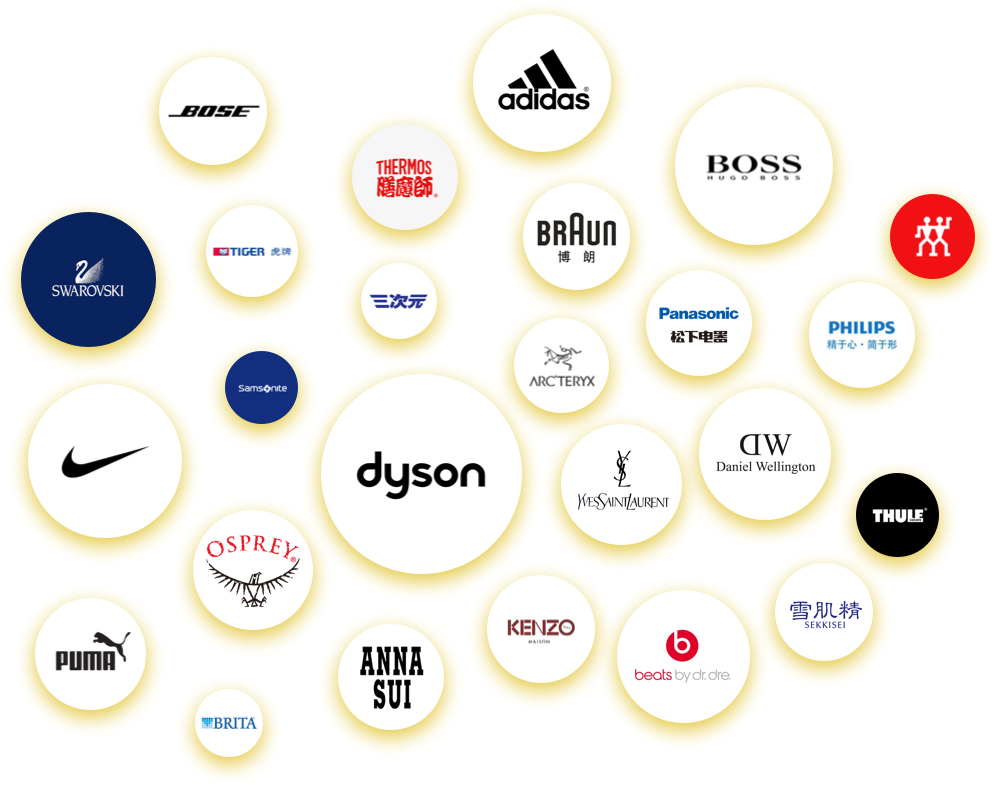 adidas®
BOSE
THERMOS
膳魔師®
BOSS
HUGO BOSS
BRAUN
博朗
TIGER 虎牌
SWAROVSKI
三次元
Panasonic
松下电器
PHILIPS
精于心·简于形
ARC'TERYX
Samsonite
dyson
YVESSAINTLAURENT
DW
Daniel Wellington
THULE
OSPREY®
雪肌精
SEKKISEI
KENZO
MAISON
PUMA
ANNA
SUI
beats by dr. dre.
BRITA